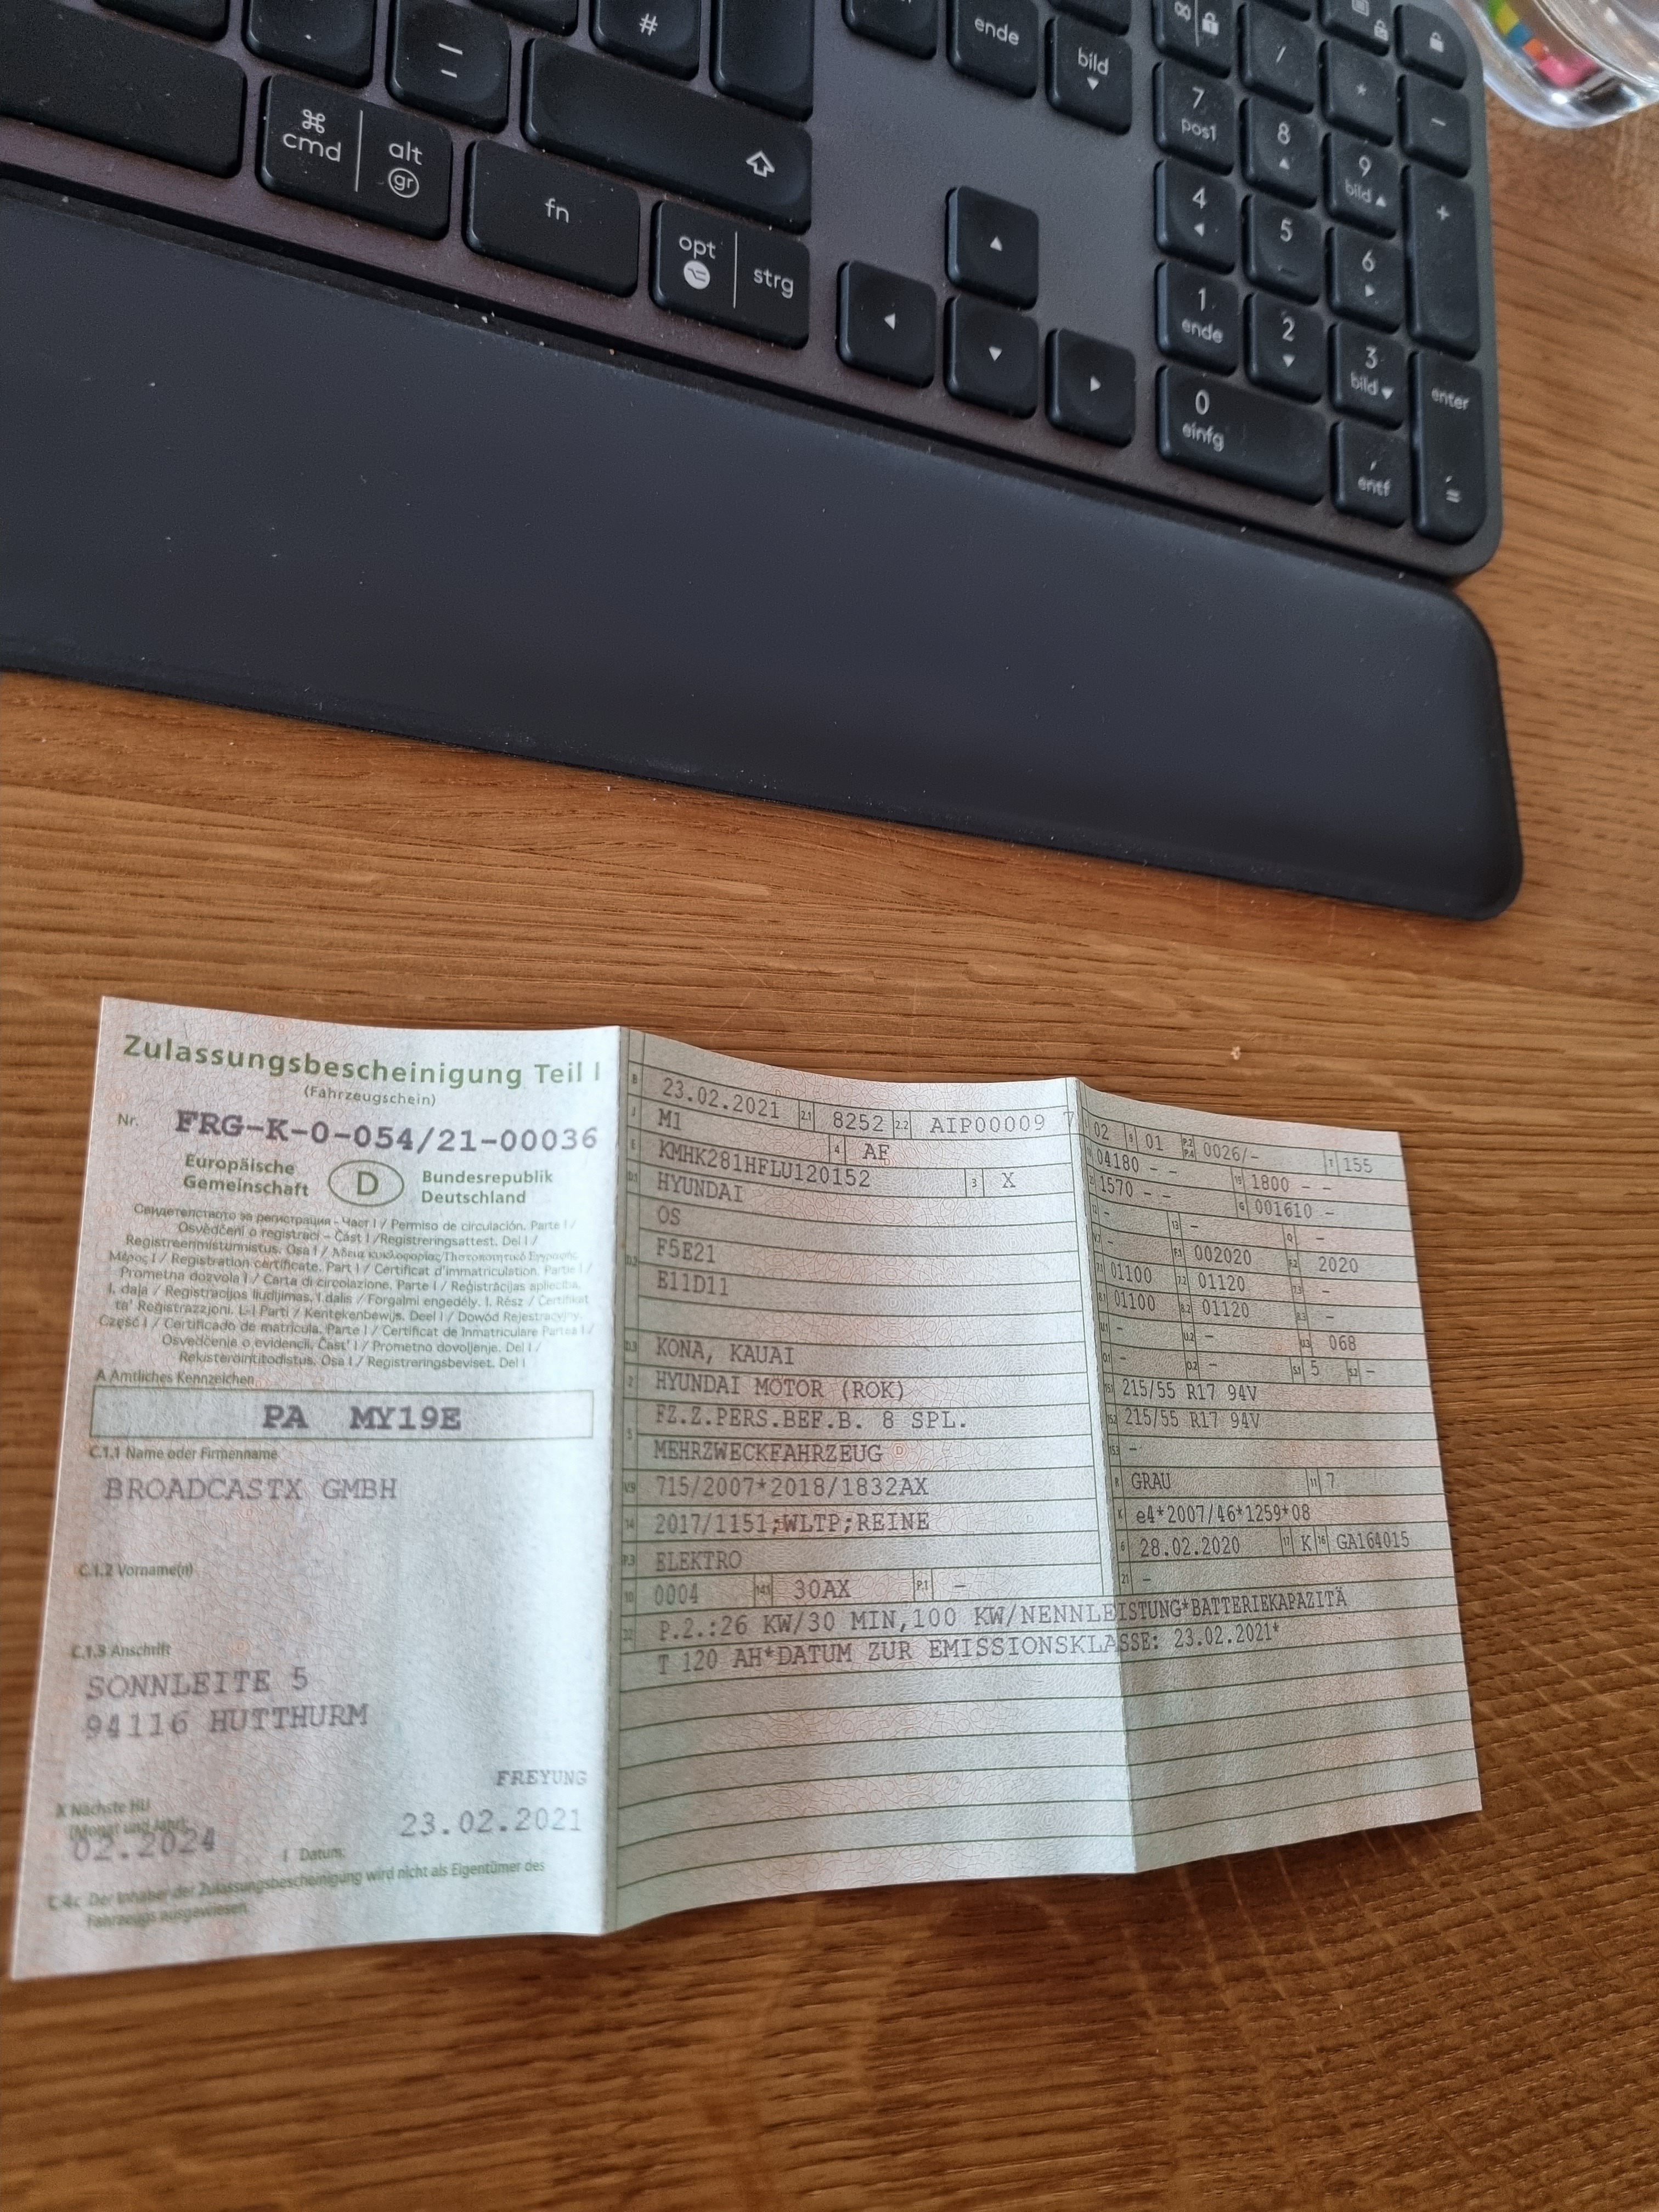 #
ende
bild
/
*
−
7
pos1
8
9
bild
+
cmd
alt
gr
fn
opt
strg
4
5
6
1
ende
2
3
bild
enter
0
einfg
,
entf
=
Zulassungsbescheinigung Teil I
(Fahrzeugschein)
Nr. FRG-K-0-054/21-00036
Europäische Gemeinschaft
D
Bundesrepublik Deutschland
Свидетелството за регистрация - Част I / Permiso de circulación. Parte I /
Osvědčení o registraci – Část I / Registreringsattest. Del I /
Registreerimistunnistus. Osa I / Άδεια κυκλοφορίας/Πιστοποιητικό Εγγραφής
Μέρος I / Registration certificate. Part I / Certificat d'immatriculation. Partie I /
Prometna dozvola I / Carta di circolazione. Parte I / Reģistrācijas apliecība.
I. daļa / Registracijos liudijimas. I dalis / Forgalmi engedély. I. Rész / Ċertifikat
ta' Reġistrazzjoni. L-I Parti / Kentekenbewijs. Deel I / Dowód Rejestracyjny.
Część I / Certificado de matrícula. Parte I / Certificat de Inmatriculare Partea I /
Osvedčenie o evidencii. Časť I / Prometno dovoljenje. Del I /
Rekisteröintitodistus. Osa I / Registreringsbeviset. Del I
A Amtliches Kennzeichen
PA MY19E
C.1.1 Name oder Firmenname
BROADCASTX GMBH
C.1.2 Vorname(n)
C.1.3 Anschrift
SONNLEITE 5
94116 HUTTHURM
FREYUNG
X Nächste HU
(Monat und Jahr)
02.2024
I Datum:
23.02.2021
C.4c Der Inhaber der Zulassungsbescheinigung wird nicht als Eigentümer des
Fahrzeugs ausgewiesen.
B 23.02.2021 2.1 8252 2.2 AIP00009 7
J M1 4 AF
E KMHK281HFLU120152 3 X
D.1 HYUNDAI
OS
D.2 F5E21
E11D11
D.3 KONA, KAUAI
2 HYUNDAI MOTOR (ROK)
5 FZ.Z.PERS.BEF.B. 8 SPL.
MEHRZWECKFAHRZEUG
V.9 715/2007*2018/1832AX
14 2017/1151;WLTP;REINE
P.3 ELEKTRO
10 0004 14.1 30AX P.1 -
22 P.2.:26 KW/30 MIN,100 KW/NENNLEISTUNG*BATTERIEKAPAZITÄ
T 120 AH*DATUM ZUR EMISSIONSKLASSE: 23.02.2021*
02 9 01 P.2 P.4 0026/- T 155
04180 - - 19 1800 - -
1570 - - G 001610 -
12 - 13 - Q -
V.7 - F.1 002020 F.2 2020
7.1 01100 7.2 01120 7.3 -
8.1 01100 8.2 01120 8.3 -
U.1 - U.2 - U.3 068
O.1 - O.2 - S.1 5 S.2 -
15.1 215/55 R17 94V
15.2 215/55 R17 94V
15.3 -
R GRAU 11 7
K e4*2007/46*1259*08
6 28.02.2020 17 K 16 GA164015
21 -